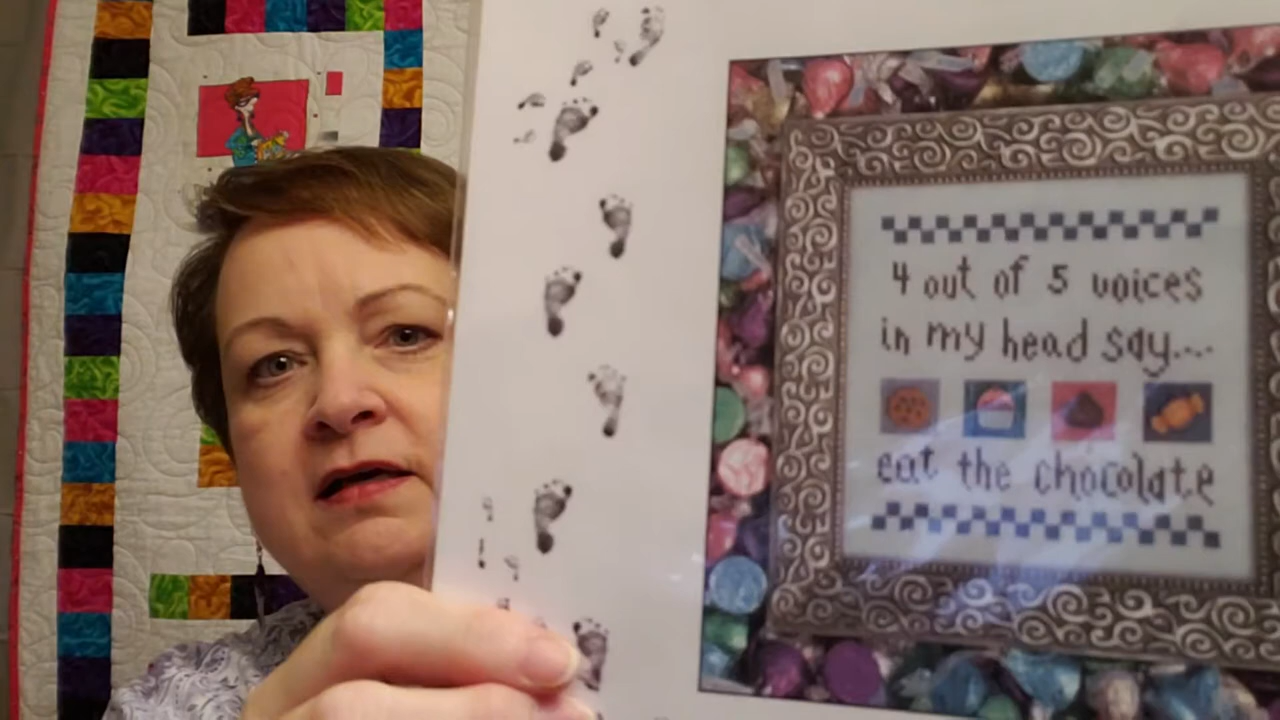 4 out of 5 voices
in my head say...
eat the chocolate